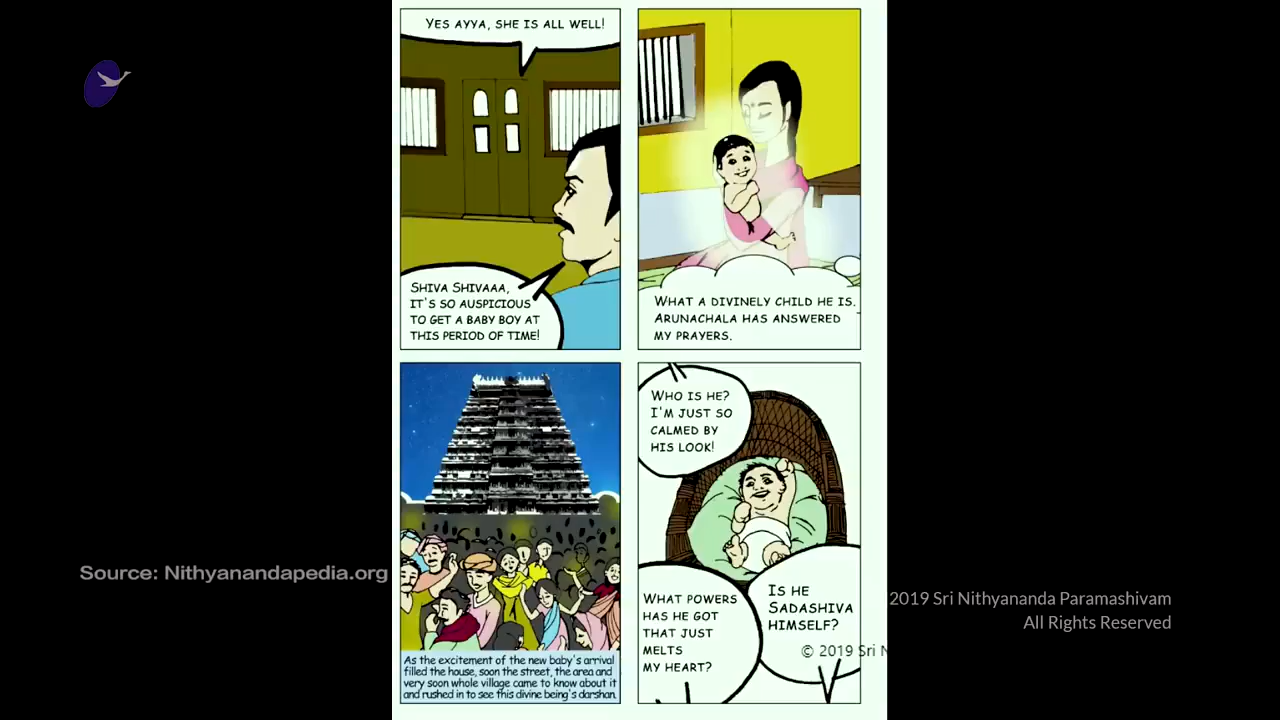 YES AYYA, SHE IS ALL WELL!
SHIVA SHIVAAA,
IT'S SO AUSPICIOUS
TO GET A BABY BOY AT
THIS PERIOD OF TIME!
WHAT A DIVINELY CHILD HE IS.
ARUNACHALA HAS ANSWERED
MY PRAYERS.
As the excitement of the new baby's arrival
filled the house, soon the street, the area and
very soon whole village came to know about it
and rushed in to see this divine being's darshan.
WHO IS HE?
I'M JUST SO
CALMED BY
HIS LOOK!
WHAT POWERS
HAS HE GOT
THAT JUST
MELTS
MY HEART?
IS HE
SADASHIVA
HIMSELF?
© 2019 Sri N
Source: Nithyanandapedia.org
2019 Sri Nithyananda Paramashivam
All Rights Reserved